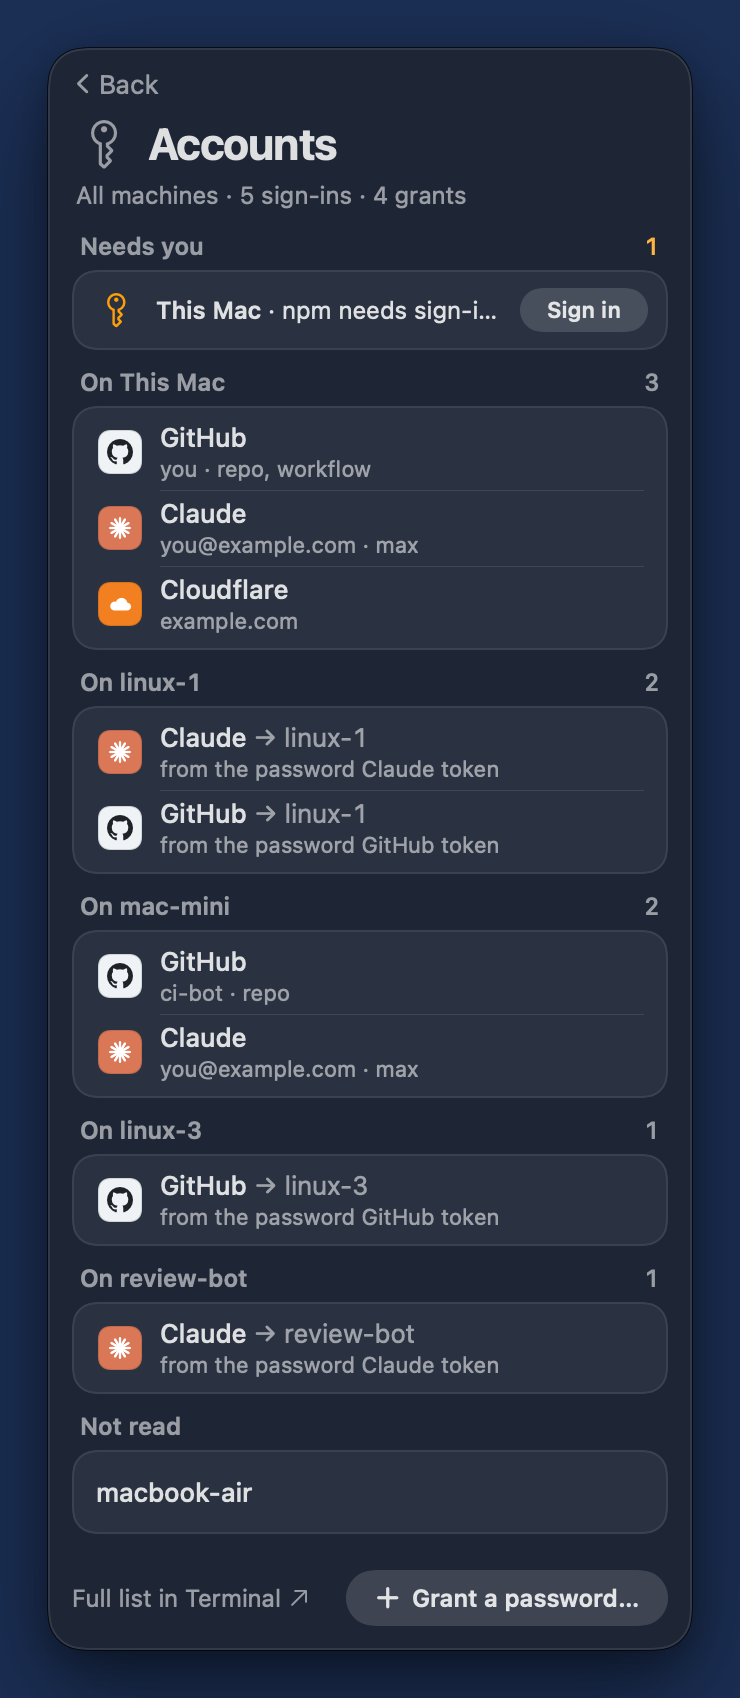 Back
Accounts
All machines · 5 sign-ins · 4 grants
Needs you 1
This Mac · npm needs sign-i... Sign in
On This Mac 3
GitHub
you · repo, workflow
Claude
you@example.com · max
Cloudflare
example.com
On linux-1 2
Claude → linux-1
from the password Claude token
GitHub → linux-1
from the password GitHub token
On mac-mini 2
GitHub
ci-bot · repo
Claude
you@example.com · max
On linux-3 1
GitHub → linux-3
from the password GitHub token
On review-bot 1
Claude → review-bot
from the password Claude token
Not read
macbook-air
Full list in Terminal ↗ + Grant a password...